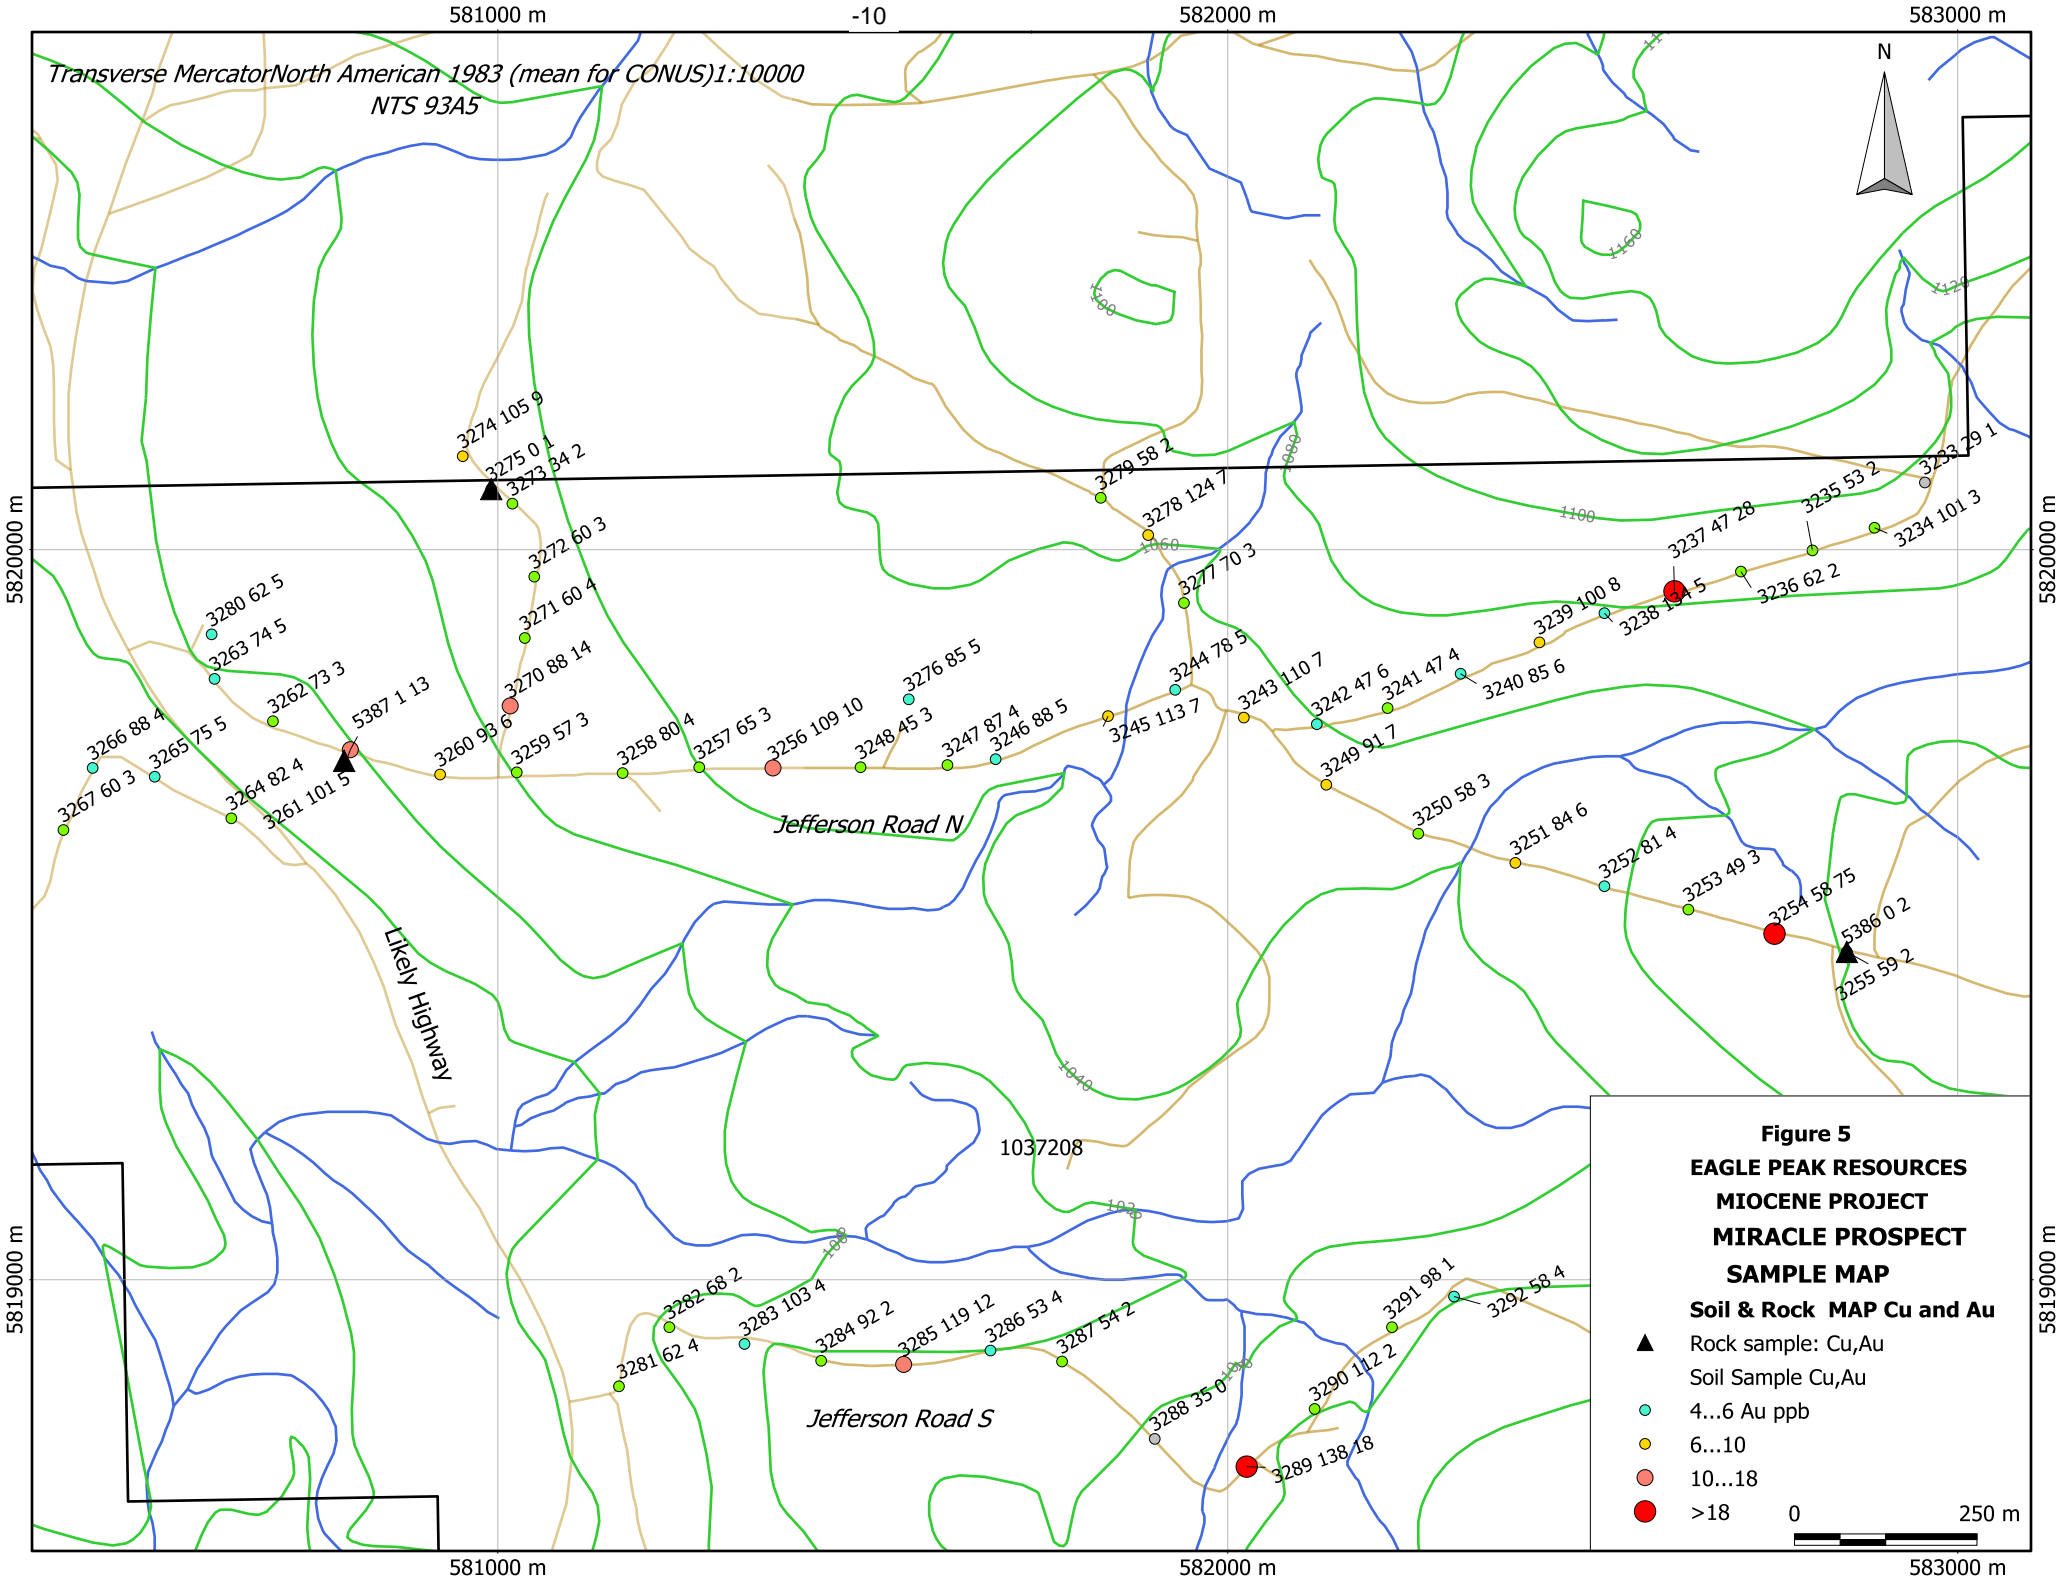 581000 m
-10
582000 m
583000 m
Transverse MercatorNorth American 1983 (mean for CONUS)1:10000
NTS 93A5
N
1160
1120
1100
3274 105 9
3275 0 1
3273 34 2
3279 58 2
1080
3233 29 1
3278 124 7
3235 53 2
3234 101 3
1100
3237 47 28
5820000 m
5820000 m
3272 60 3
1060
3277 70 3
3236 62 2
3280 62 5
3271 60 4
3239 100 8
3238 134 5
3263 74 5
3270 88 14
3276 85 5
3244 78 5
3243 110 7
3242 47 6
3241 47 4
3240 85 6
3262 73 3
5387 1 13
3266 88 4
3265 75 5
3260 93 6
3259 57 3
3258 80 4
3257 65 3
3256 109 10
3248 45 3
3247 87 4
3246 88 5
3245 113 7
3249 91 7
3267 60 3
3264 82 4
3261 101 5
Jefferson Road N
3250 58 3
3251 84 6
3252 81 4
3253 49 3
3254 58 75
5386 0 2
3255 59 2
Likely Highway
1040
1037208
1020
5819000 m
5819000 m
3282 68 2
3283 103 4
3284 92 2
3285 119 12
3286 53 4
3287 54 2
3291 98 1
3292 58 4
3281 62 4
3290 112 2
3288 35 0
Jefferson Road S
3289 138 18
Figure 5
EAGLE PEAK RESOURCES
MIOCENE PROJECT
MIRACLE PROSPECT
SAMPLE MAP
Soil & Rock MAP Cu and Au
Rock sample: Cu,Au
Soil Sample Cu,Au
4...6 Au ppb
6...10
10...18
>18
0 250 m
581000 m
582000 m
583000 m